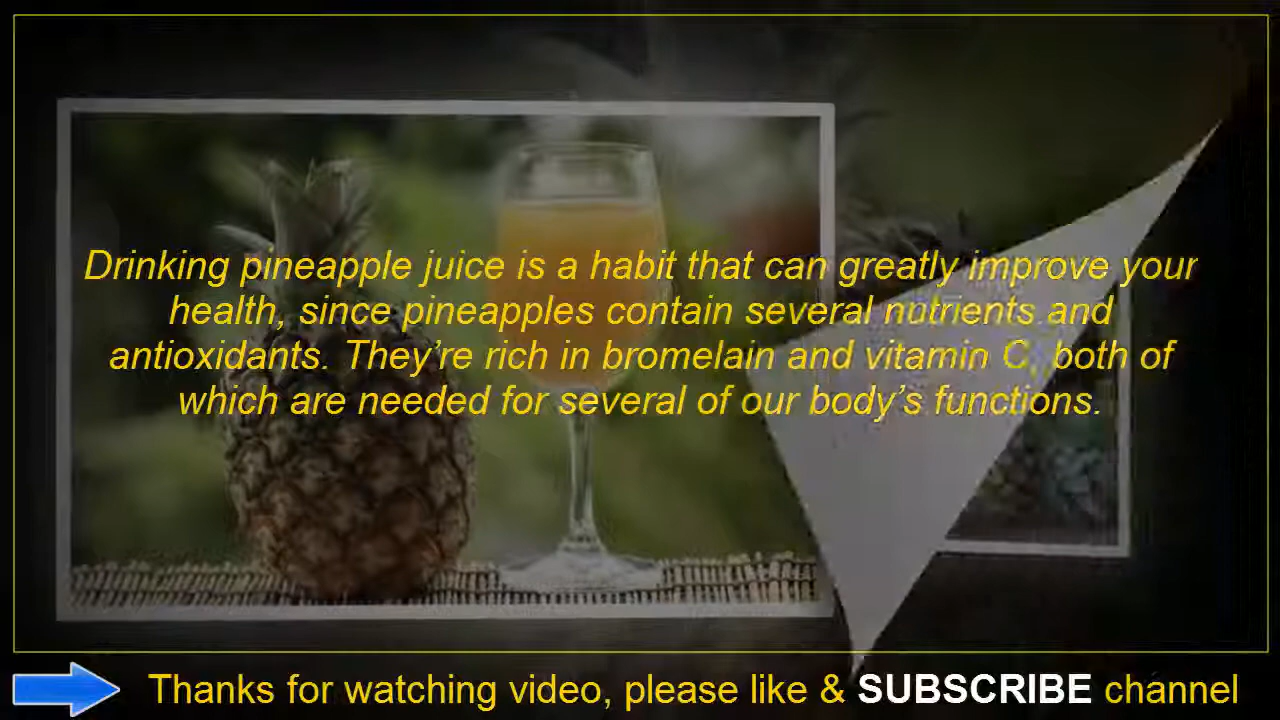 Drinking pineapple juice is a habit that can greatly improve your
health, since pineapples contain several nutrients and
antioxidants. They’re rich in bromelain and vitamin C, both of
which are needed for several of our body’s functions.
Thanks for watching video, please like & SUBSCRIBE channel